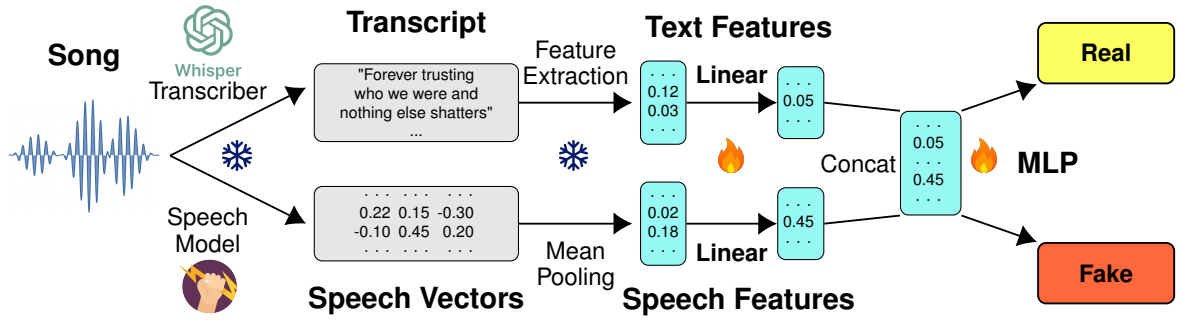 Song
Whisper
Transcriber
Transcript
"Forever trusting
who we were and
nothing else shatters"
...
Feature
Extraction
Text Features
. . .
0.12
0.03
. . .
Linear
. . .
0.05
. . .
Real
Speech
Model
. . . . . . . . .
0.22 0.15 -0.30
-0.10 0.45 0.20
. . . . . . . . .
Speech Vectors
Mean
Pooling
. . .
0.02
0.18
. . .
Linear
Speech Features
. . .
0.45
. . .
Concat
. . .
0.05
. . .
0.45
. . .
MLP
Fake